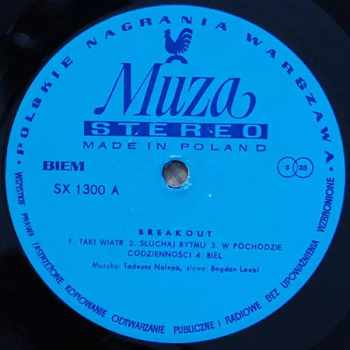 POLSKIE NAGRANIA WARSZAWA
Muza
STEREO
MADE IN POLAND
BIEM
SX 1300 A
S 33
BREAKOUT
1. TAKI WIATR 2. SŁUCHAJ RYTMU 3. W POCHODZIE
CODZIENNOŚCI 4. BIEL
Muzyka: Tadeusz Nalepa, słowa: Bogdan Loebl
WSZYSTKIE PRAWA ZASTRZEŻONE KOPIOWANIE ODTWARZANIE PUBLICZNE I RADIOWE BEZ UPOWAŻNIENIA WZBRONIONE